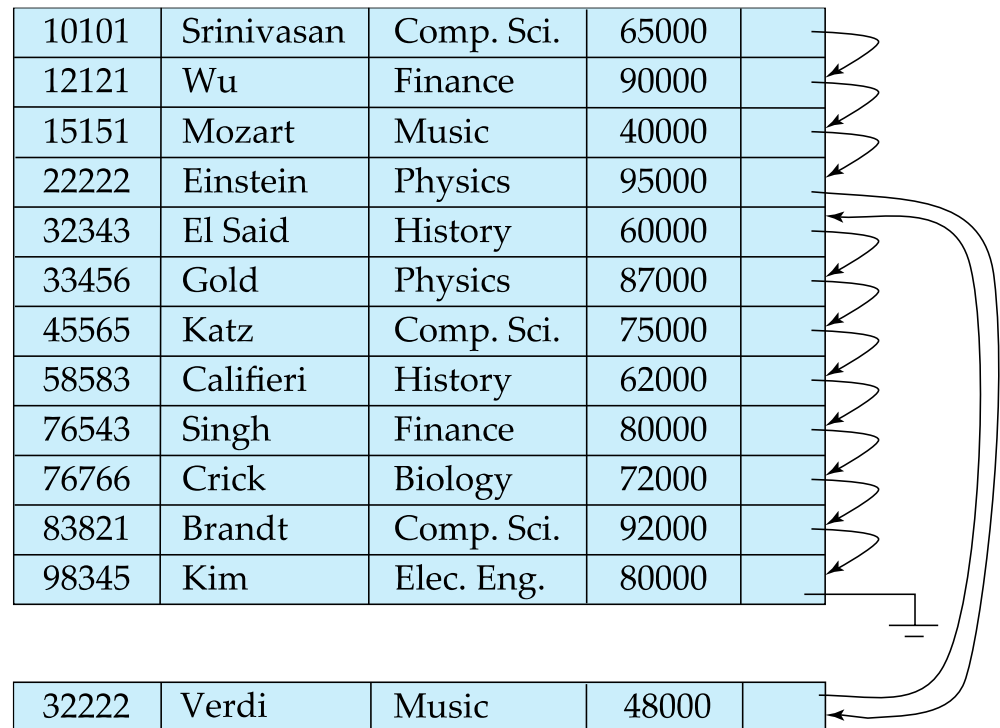 10101 Srinivasan Comp. Sci. 65000
12121 Wu Finance 90000
15151 Mozart Music 40000
22222 Einstein Physics 95000
32343 El Said History 60000
33456 Gold Physics 87000
45565 Katz Comp. Sci. 75000
58583 Califieri History 62000
76543 Singh Finance 80000
76766 Crick Biology 72000
83821 Brandt Comp. Sci. 92000
98345 Kim Elec. Eng. 80000
32222 Verdi Music 48000